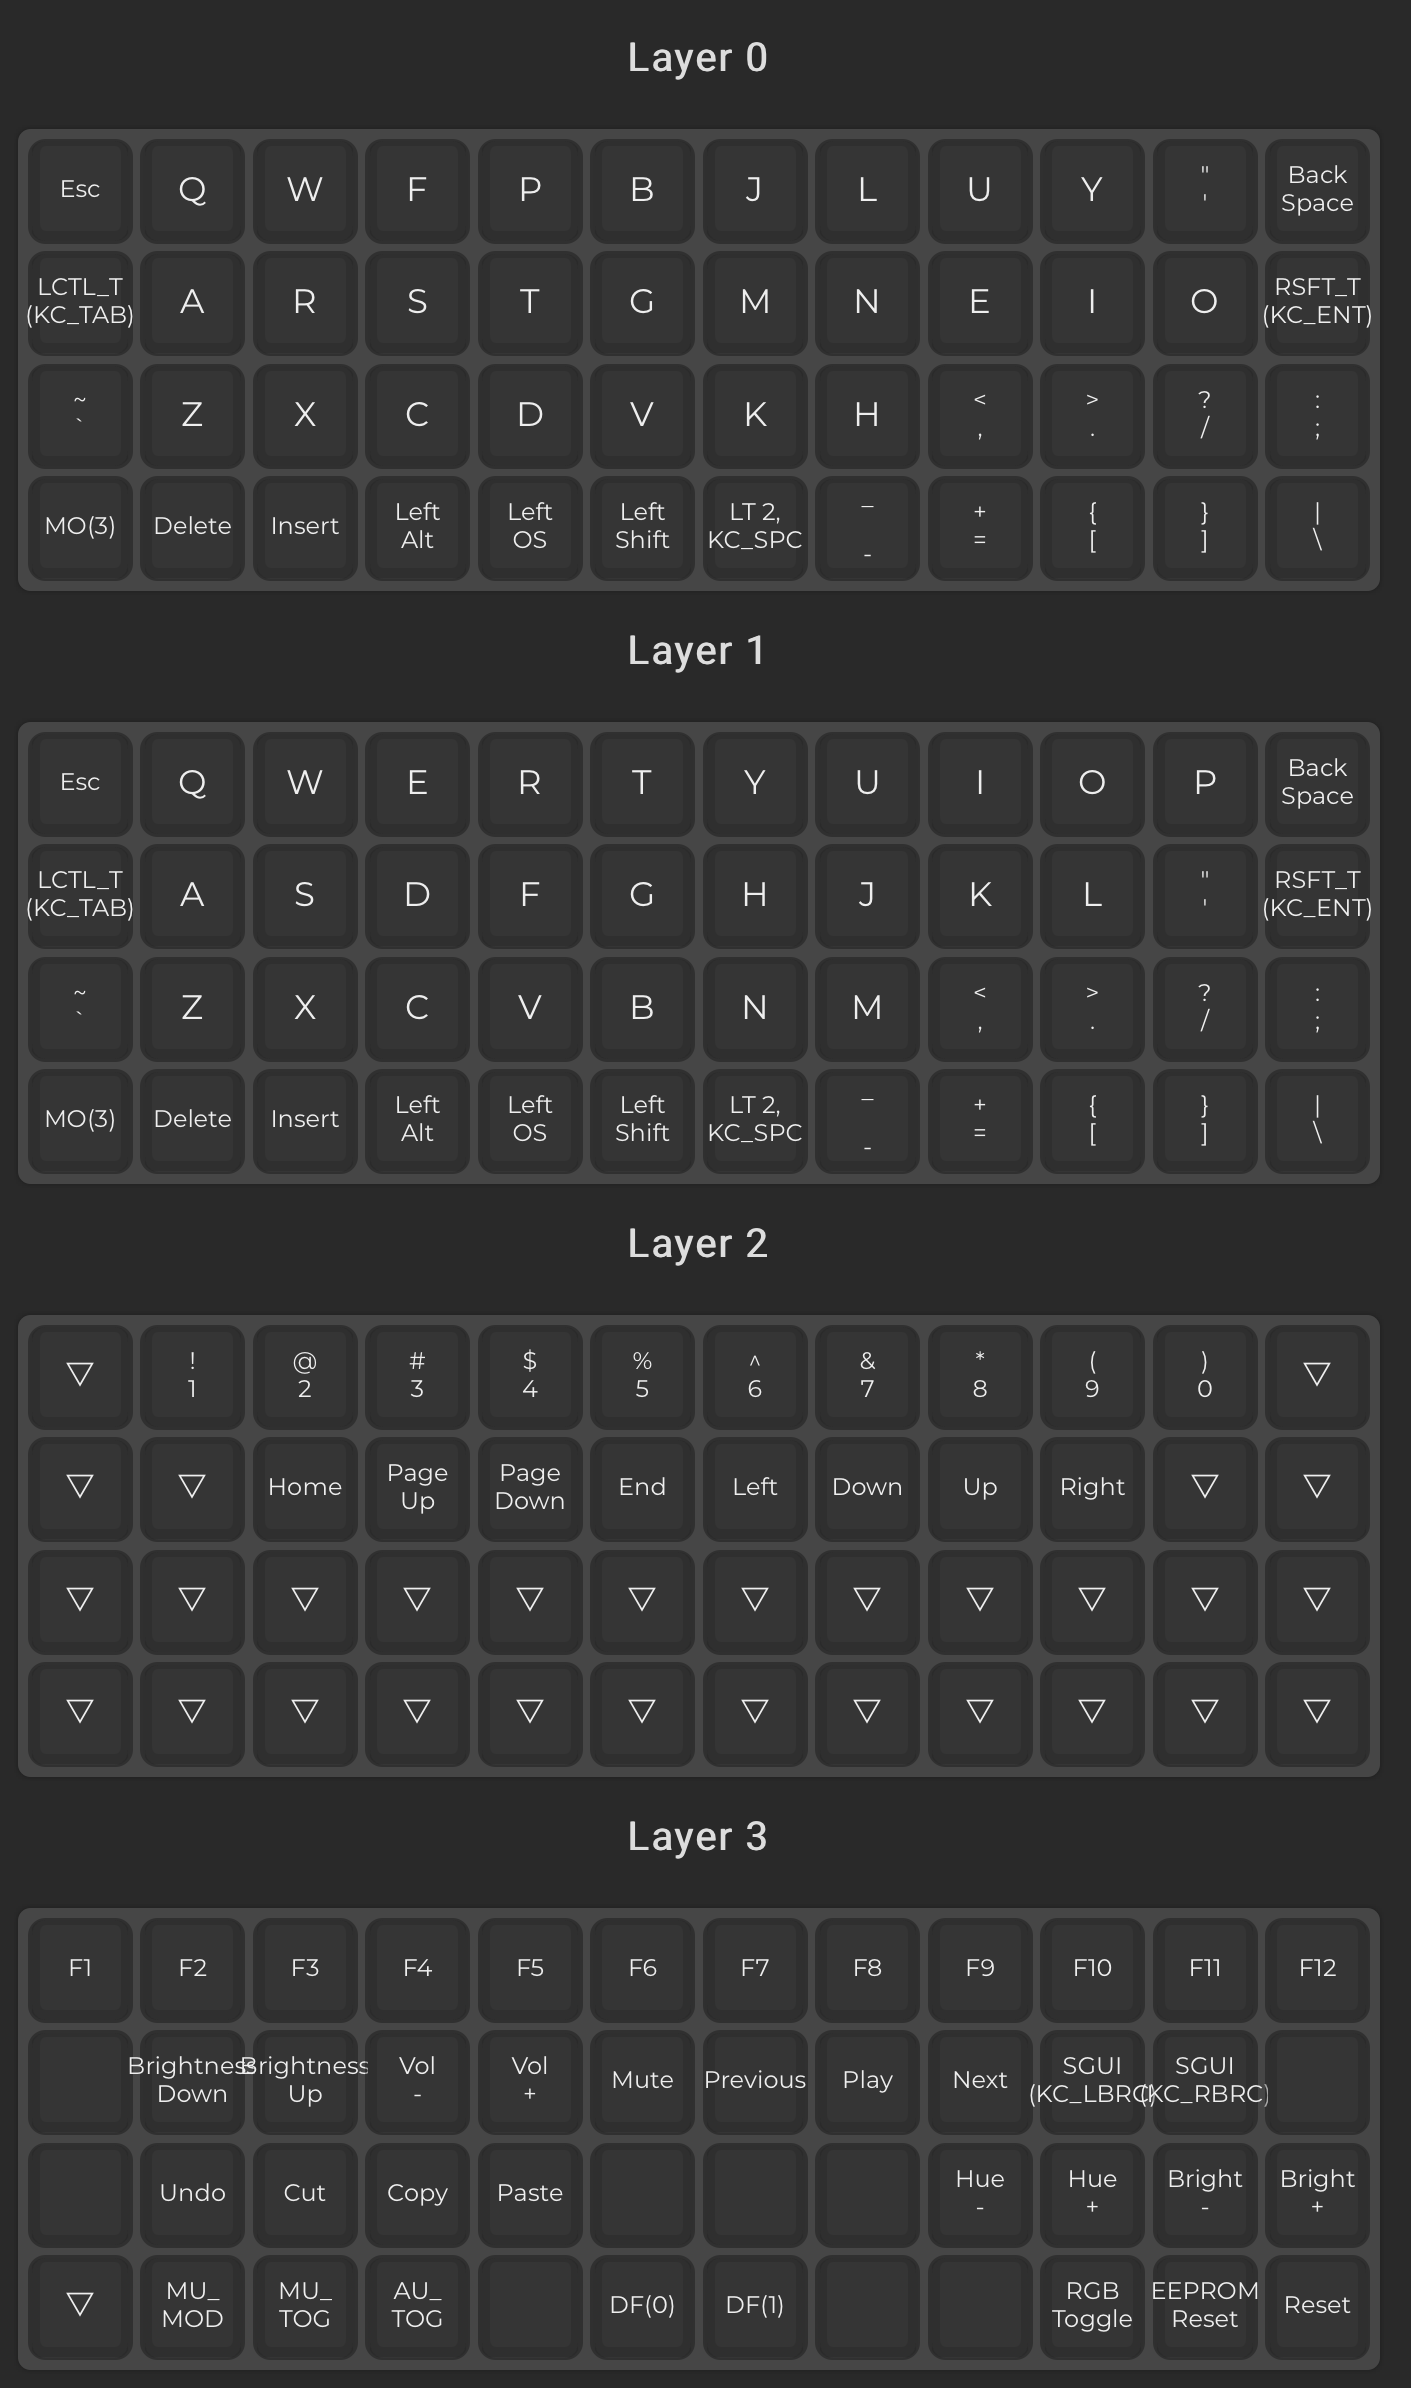 Layer 0
Esc Q W F P B J L U Y " ' Back Space
LCTL_T (KC_TAB) A R S T G M N E I O RSFT_T (KC_ENT)
~ ` Z X C D V K H < , > . ? / : ;
MO(3) Delete Insert Left Alt Left OS Left Shift LT 2, KC_SPC _ - + = { [ } ] | \
Layer 1
Esc Q W E R T Y U I O P Back Space
LCTL_T (KC_TAB) A S D F G H J K L " ' RSFT_T (KC_ENT)
~ ` Z X C V B N M < , > . ? / : ;
MO(3) Delete Insert Left Alt Left OS Left Shift LT 2, KC_SPC _ - + = { [ } ] | \
Layer 2
▽ ! 1 @ 2 # 3 $ 4 % 5 ^ 6 & 7 * 8 ( 9 ) 0 ▽
▽ ▽ Home Page Up Page Down End Left Down Up Right ▽ ▽
▽ ▽ ▽ ▽ ▽ ▽ ▽ ▽ ▽ ▽ ▽ ▽
▽ ▽ ▽ ▽ ▽ ▽ ▽ ▽ ▽ ▽ ▽ ▽
Layer 3
F1 F2 F3 F4 F5 F6 F7 F8 F9 F10 F11 F12
Brightness Down Brightness Up Vol - Vol + Mute Previous Play Next SGUI (KC_LBRC) SGUI (KC_RBRC)
Undo Cut Copy Paste Hue - Hue + Bright - Bright +
▽ MU_ MOD MU_ TOG AU_ TOG DF(0) DF(1) RGB Toggle EEPROM Reset Reset